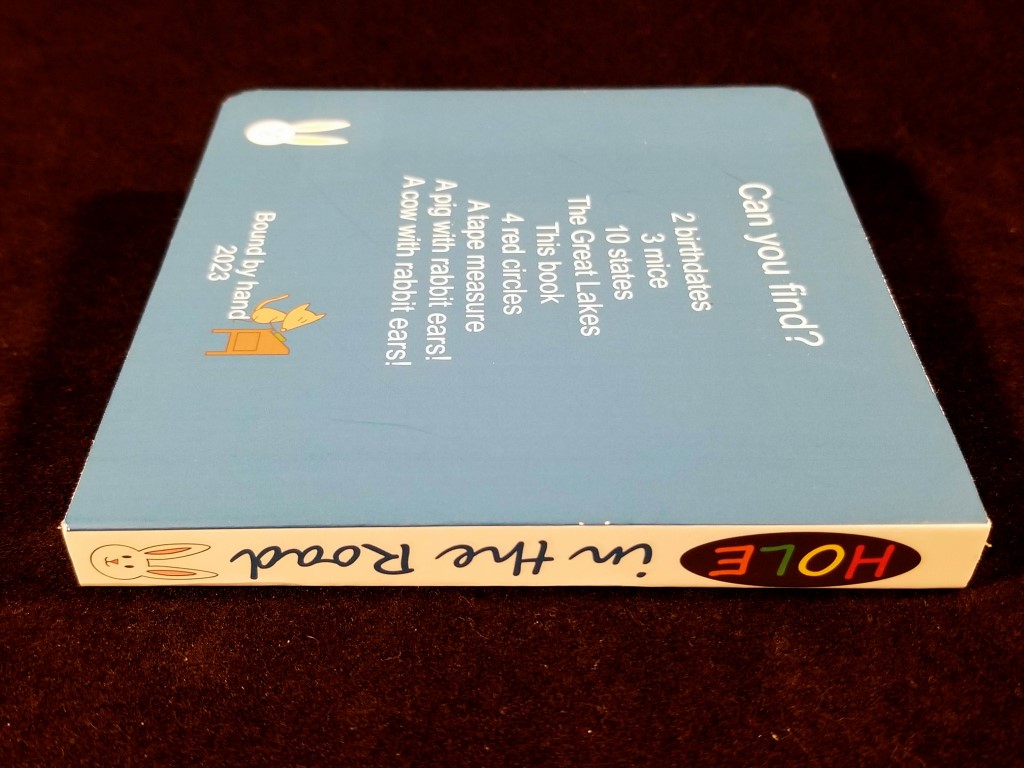 Can you find?
2 birthdates
3 mice
10 states
The Great Lakes
This book
4 red circles
A tape measure
A pig with rabbit ears!
A cow with rabbit ears!
Bound by hand
2023
HOLE in the Road